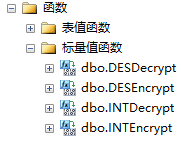 函数
表值函数
标量值函数
dbo.DESDecrypt
dbo.DESEncrypt
dbo.INTDecrypt
dbo.INTEncrypt